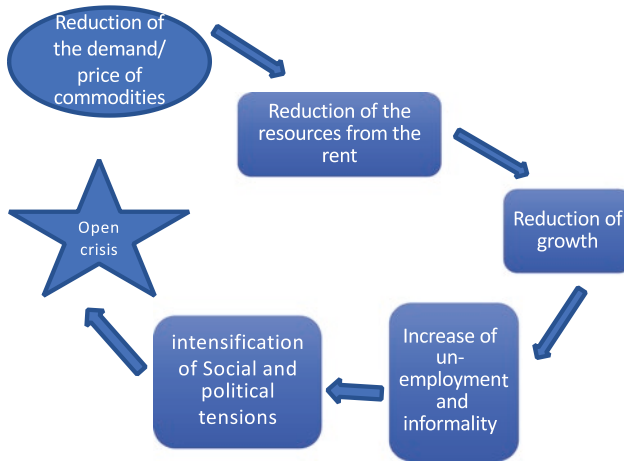 Reduction of
the demand/
price of
commodities
Reduction of the
resources from the
rent
Reduction of
growth
Increase of
un-
employment
and
informality
intensification
of Social and
political
tensions
Open
crisis